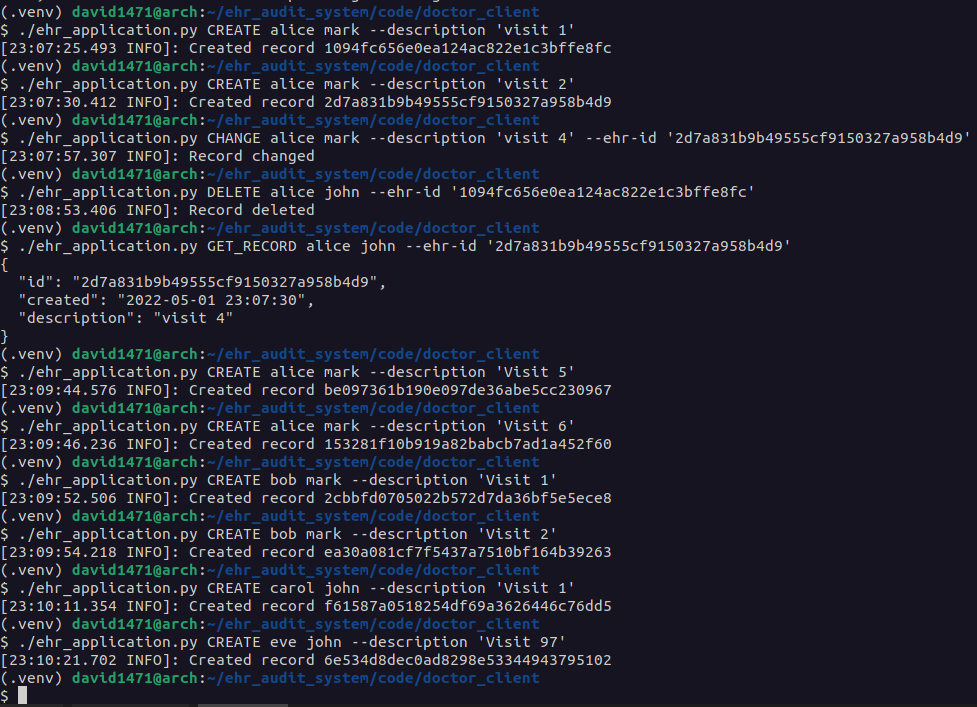 (.venv) david1471@arch:~/ehr_audit_system/code/doctor_client
$ ./ehr_application.py CREATE alice mark --description 'visit 1'
[23:07:25.493 INFO]: Created record 1094fc656e0ea124ac822e1c3bffe8fc
(.venv) david1471@arch:~/ehr_audit_system/code/doctor_client
$ ./ehr_application.py CREATE alice mark --description 'visit 2'
[23:07:30.412 INFO]: Created record 2d7a831b9b49555cf9150327a958b4d9
(.venv) david1471@arch:~/ehr_audit_system/code/doctor_client
$ ./ehr_application.py CHANGE alice mark --description 'visit 4' --ehr-id '2d7a831b9b49555cf9150327a958b4d9'
[23:07:57.307 INFO]: Record changed
(.venv) david1471@arch:~/ehr_audit_system/code/doctor_client
$ ./ehr_application.py DELETE alice john --ehr-id '1094fc656e0ea124ac822e1c3bffe8fc'
[23:08:53.406 INFO]: Record deleted
(.venv) david1471@arch:~/ehr_audit_system/code/doctor_client
$ ./ehr_application.py GET_RECORD alice john --ehr-id '2d7a831b9b49555cf9150327a958b4d9'
{
  "id": "2d7a831b9b49555cf9150327a958b4d9",
  "created": "2022-05-01 23:07:30",
  "description": "visit 4"
}
(.venv) david1471@arch:~/ehr_audit_system/code/doctor_client
$ ./ehr_application.py CREATE alice mark --description 'Visit 5'
[23:09:44.576 INFO]: Created record be097361b190e097de36abe5cc230967
(.venv) david1471@arch:~/ehr_audit_system/code/doctor_client
$ ./ehr_application.py CREATE alice mark --description 'Visit 6'
[23:09:46.236 INFO]: Created record 153281f10b919a82babcb7ad1a452f60
(.venv) david1471@arch:~/ehr_audit_system/code/doctor_client
$ ./ehr_application.py CREATE bob mark --description 'Visit 1'
[23:09:52.506 INFO]: Created record 2cbbfd0705022b572d7da36bf5e5ece8
(.venv) david1471@arch:~/ehr_audit_system/code/doctor_client
$ ./ehr_application.py CREATE bob mark --description 'Visit 2'
[23:09:54.218 INFO]: Created record ea30a081cf7f5437a7510bf164b39263
(.venv) david1471@arch:~/ehr_audit_system/code/doctor_client
$ ./ehr_application.py CREATE carol john --description 'Visit 1'
[23:10:11.354 INFO]: Created record f61587a0518254df69a3626446c76dd5
(.venv) david1471@arch:~/ehr_audit_system/code/doctor_client
$ ./ehr_application.py CREATE eve john --description 'Visit 97'
[23:10:21.702 INFO]: Created record 6e534d8dec0ad8298e53344943795102
(.venv) david1471@arch:~/ehr_audit_system/code/doctor_client
$